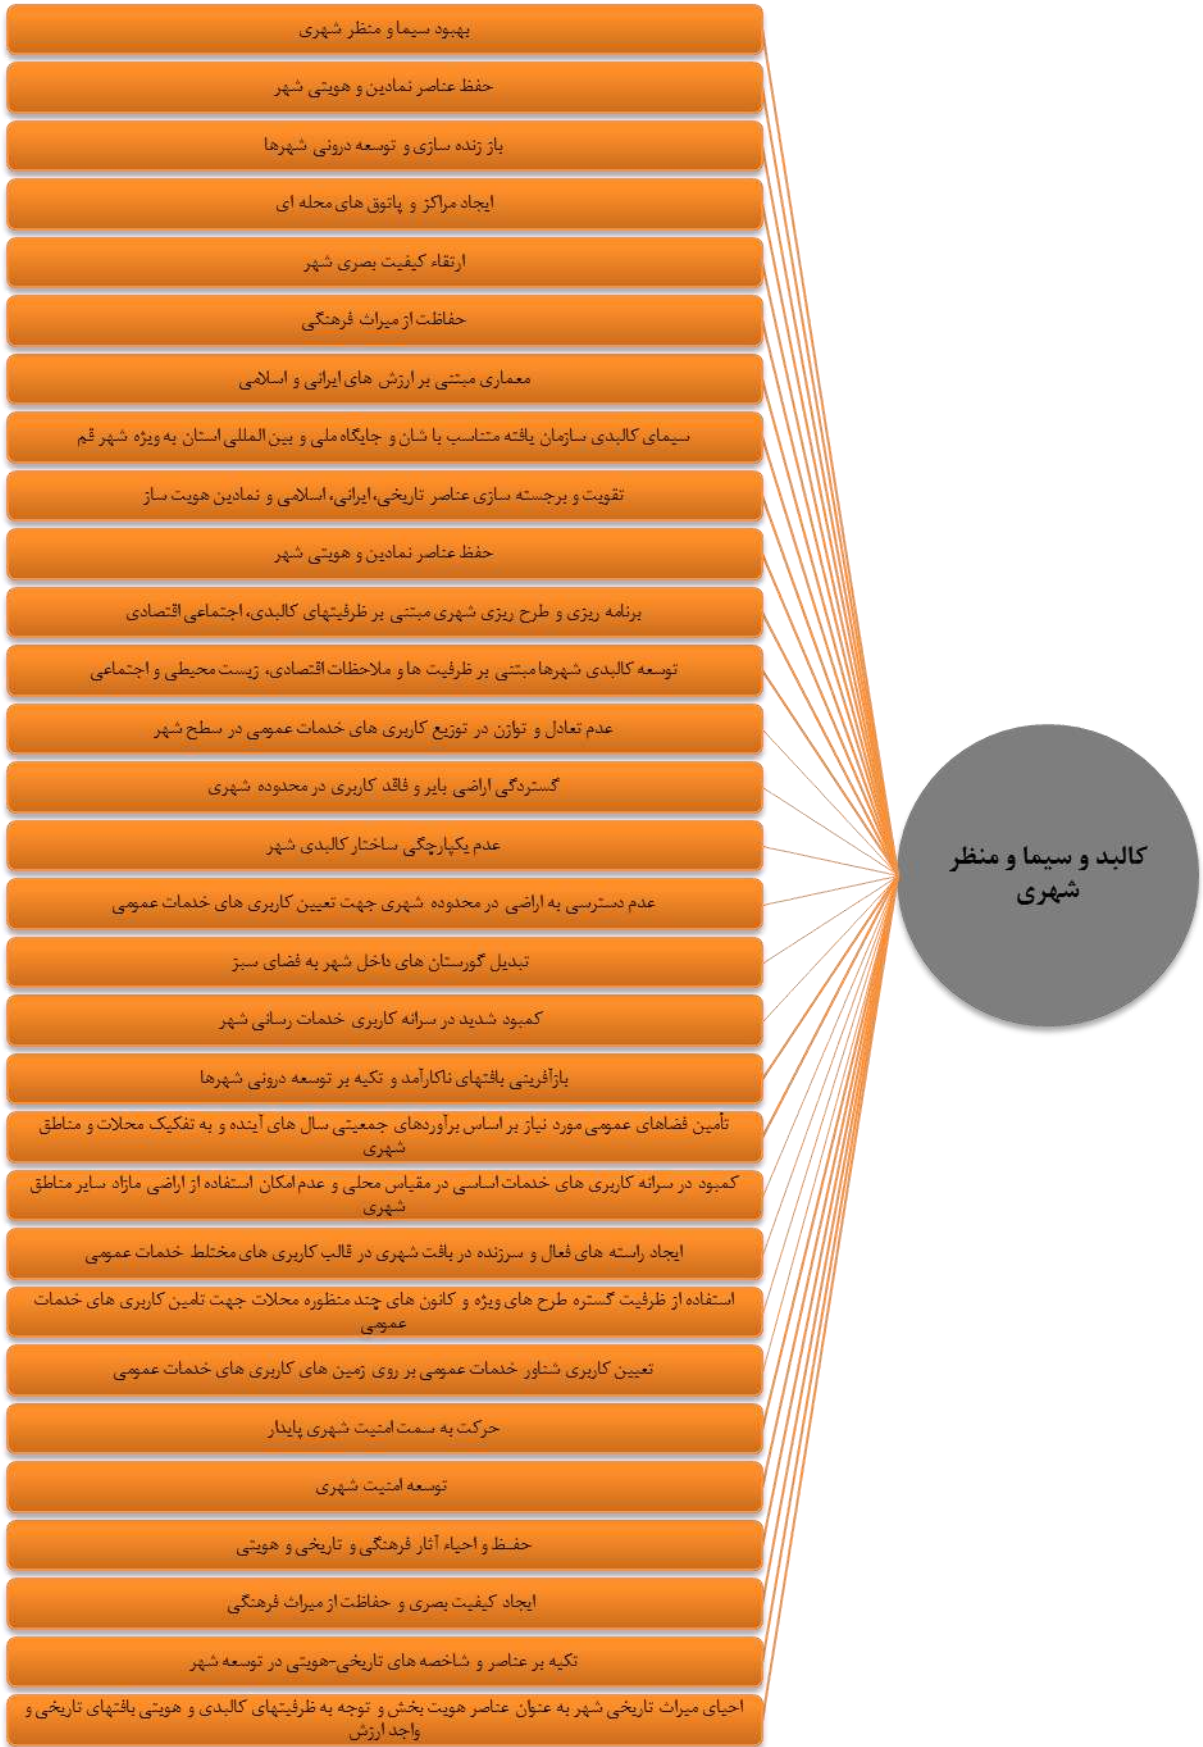 بهبود سیما و منظر شهری
حفظ عناصر نمادین و هویتی شهر
باز زنده سازی و توسعه درونی شهرها
ایجاد مراکز و پاتوق های محله ای
ارتقاء کیفیت بصری شهر
حفاظت از میراث فرهنگی
معماری مبتنی بر ارزش های ایرانی و اسلامی
سیمای کالبدی سازمان یافته متناسب با شان و جایگاه ملی و بین المللی استان به ویژه شهر قم
تقویت و برجسته سازی عناصر تاریخی، ایرانی، اسلامی و نمادین هویت ساز
حفظ عناصر نمادین و هویتی شهر
برنامه ریزی و طرح ریزی شهری مبتنی بر ظرفیتهای کالبدی، اجتماعی اقتصادی
توسعه کالبدی شهرها مبتنی بر ظرفیت ها و ملاحظات اقتصادی، زیست محیطی و اجتماعی
عدم تعادل و توازن در توزیع کاربری های خدمات عمومی در سطح شهر
گستردگی اراضی بایر و فاقد کاربری در محدوده شهری
عدم یکپارچگی ساختار کالبدی شهر
عدم دسترسی به اراضی در محدوده شهری جهت تعیین کاربری های خدمات عمومی
تبدیل گورستان های داخل شهر به فضای سبز
کمبود شدید در سرانه کاربری خدمات رسانی شهر
بازآفرینی بافتهای ناکارآمد و تکیه بر توسعه درونی شهرها
تأمین فضاهای عمومی مورد نیاز بر اساس برآوردهای جمعیتی سال های آینده و به تفکیک محلات و مناطق
شهری
کمبود در سرانه کاربری های خدمات اساسی در مقیاس محلی و عدم امکان استفاده از اراضی مازاد سایر مناطق
شهری
ایجاد راسته های فعال و سرزنده در بافت شهری در قالب کاربری های مختلط خدمات عمومی
استفاده از ظرفیت گستره طرح های ویژه و کانون های چند منظوره محلات جهت تامین کاربری های خدمات
عمومی
تعیین کاربری شناور خدمات عمومی بر روی زمین های کاربری های خدمات عمومی
حرکت به سمت امنیت شهری پایدار
توسعه امنیت شهری
حفظ و احیاء آثار فرهنگی و تاریخی و هویتی
ایجاد کیفیت بصری و حفاظت از میراث فرهنگی
تکیه بر عناصر و شاخصه های تاریخی-هویتی در توسعه شهر
احیای میراث تاریخی شهر به عنوان عناصر هویت بخش و توجه به ظرفیتهای کالبدی و هویتی بافتهای تاریخی و
واجد ارزش
کالبد و سیما و منظر
شهری